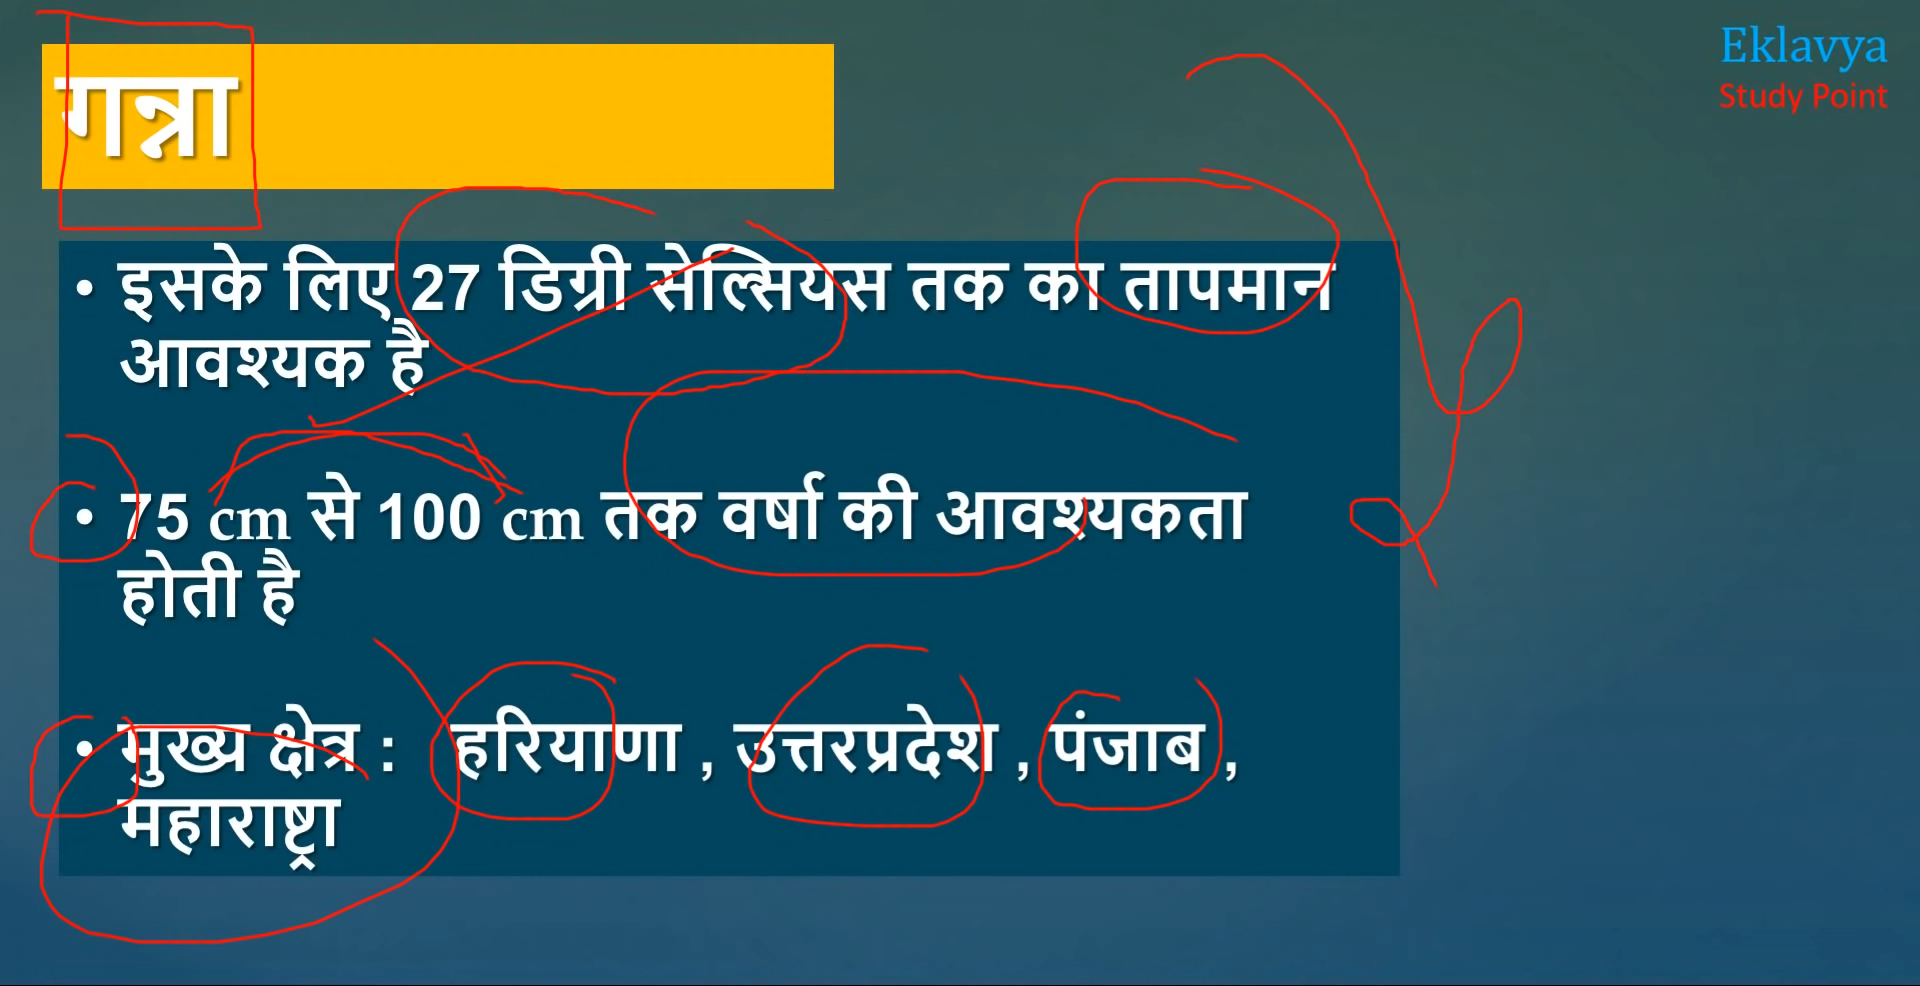 Eklavya
Study Point
गन्ना
• इसके लिए 27 डिग्री सेल्सियस तक का तापमान
आवश्यक है
• 75 cm से 100 cm तक वर्षा की आवश्यकता
होती है
• मुख्य क्षेत्र : हरियाणा , उत्तरप्रदेश , पंजाब ,
महाराष्ट्रा